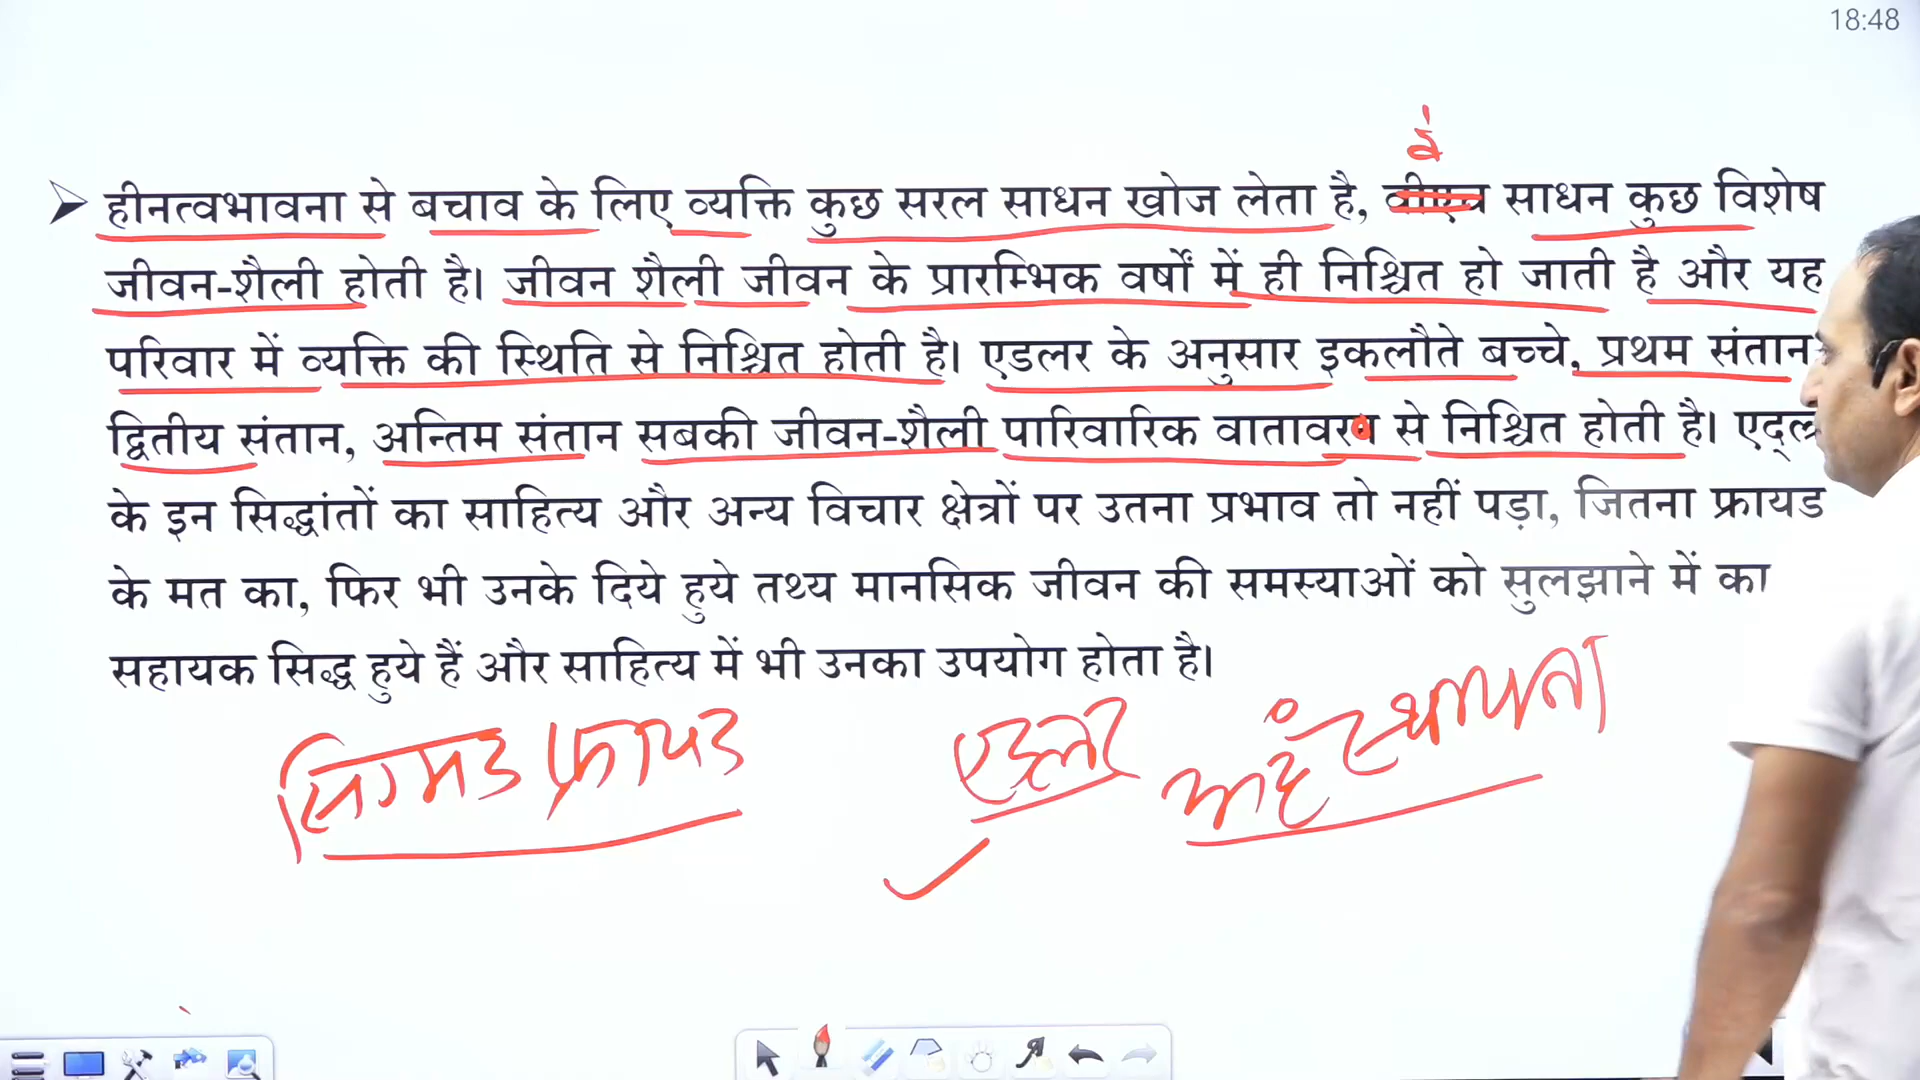 18:48
वे
हीनत्वभावना से बचाव के लिए व्यक्ति कुछ सरल साधन खोज लेता है, साधन कुछ विशेष
जीवन-शैली होती है। जीवन शैली जीवन के प्रारम्भिक वर्षों में ही निश्चित हो जाती है और यह
परिवार में व्यक्ति की स्थिति से निश्चित होती है। एडलर के अनुसार इकलौते बच्चे, प्रथम संतान
द्वितीय संतान, अन्तिम संतान सबकी जीवन-शैली पारिवारिक वातावरण से निश्चित होती है।
के इन सिद्धांतों का साहित्य और अन्य विचार क्षेत्रों पर उतना प्रभाव तो नहीं पड़ा, जितना फ्रायड
के मत का, फिर भी उनके दिये हुये तथ्य मानसिक जीवन की समस्याओं को सुलझाने में का
सहायक सिद्ध हुये हैं और साहित्य में भी उनका उपयोग होता है।
सिगमंड फ्रायड एडलर अहं स्थापना